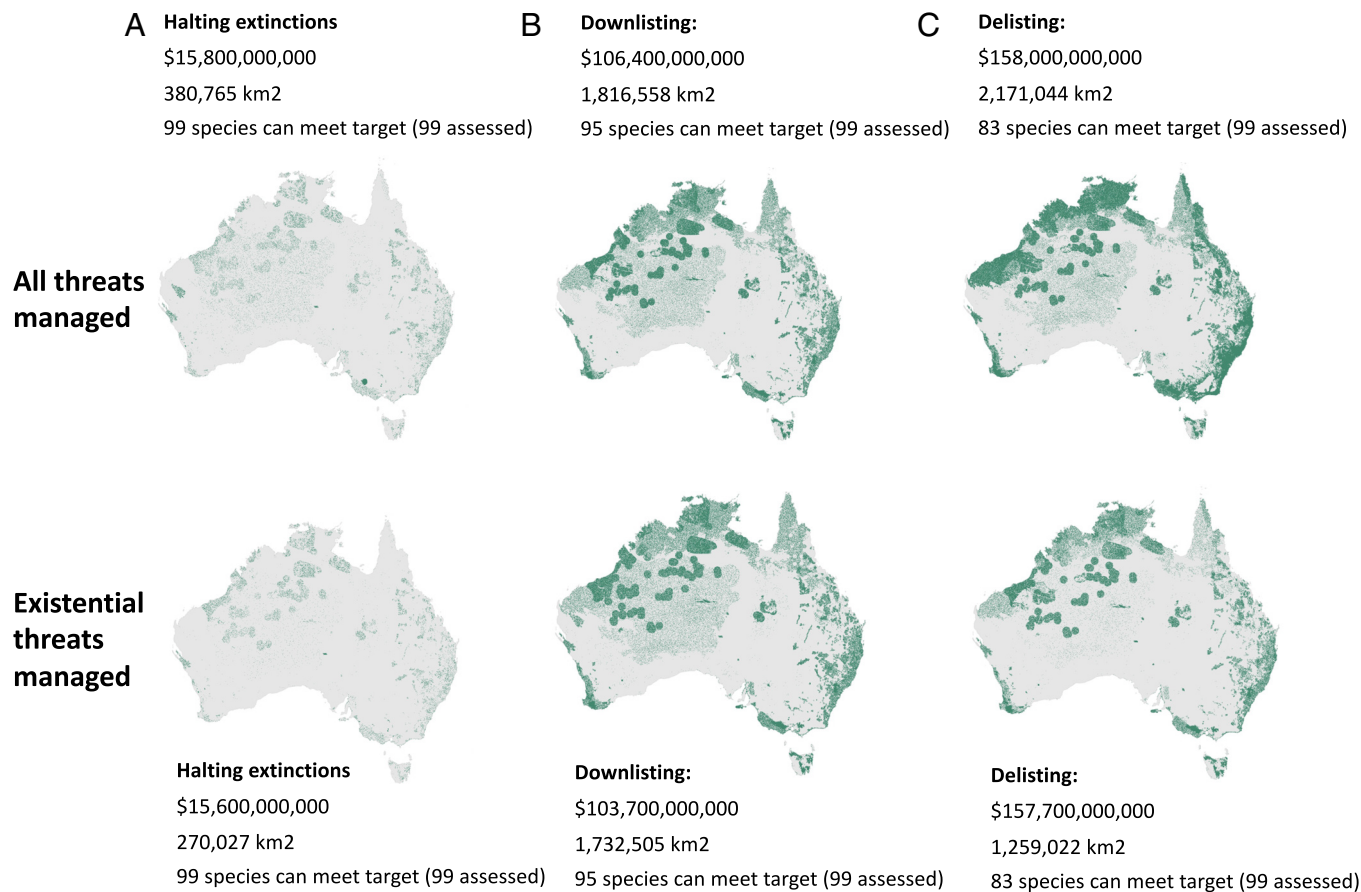 A
Halting extinctions
$15,800,000,000
380,765 km2
99 species can meet target (99 assessed)
B
Downlisting:
$106,400,000,000
1,816,558 km2
95 species can meet target (99 assessed)
C
Delisting:
$158,000,000,000
2,171,044 km2
83 species can meet target (99 assessed)
All threats
managed
Existential
threats
managed
Halting extinctions
$15,600,000,000
270,027 km2
99 species can meet target (99 assessed)
Downlisting:
$103,700,000,000
1,732,505 km2
95 species can meet target (99 assessed)
Delisting:
$157,700,000,000
1,259,022 km2
83 species can meet target (99 assessed)